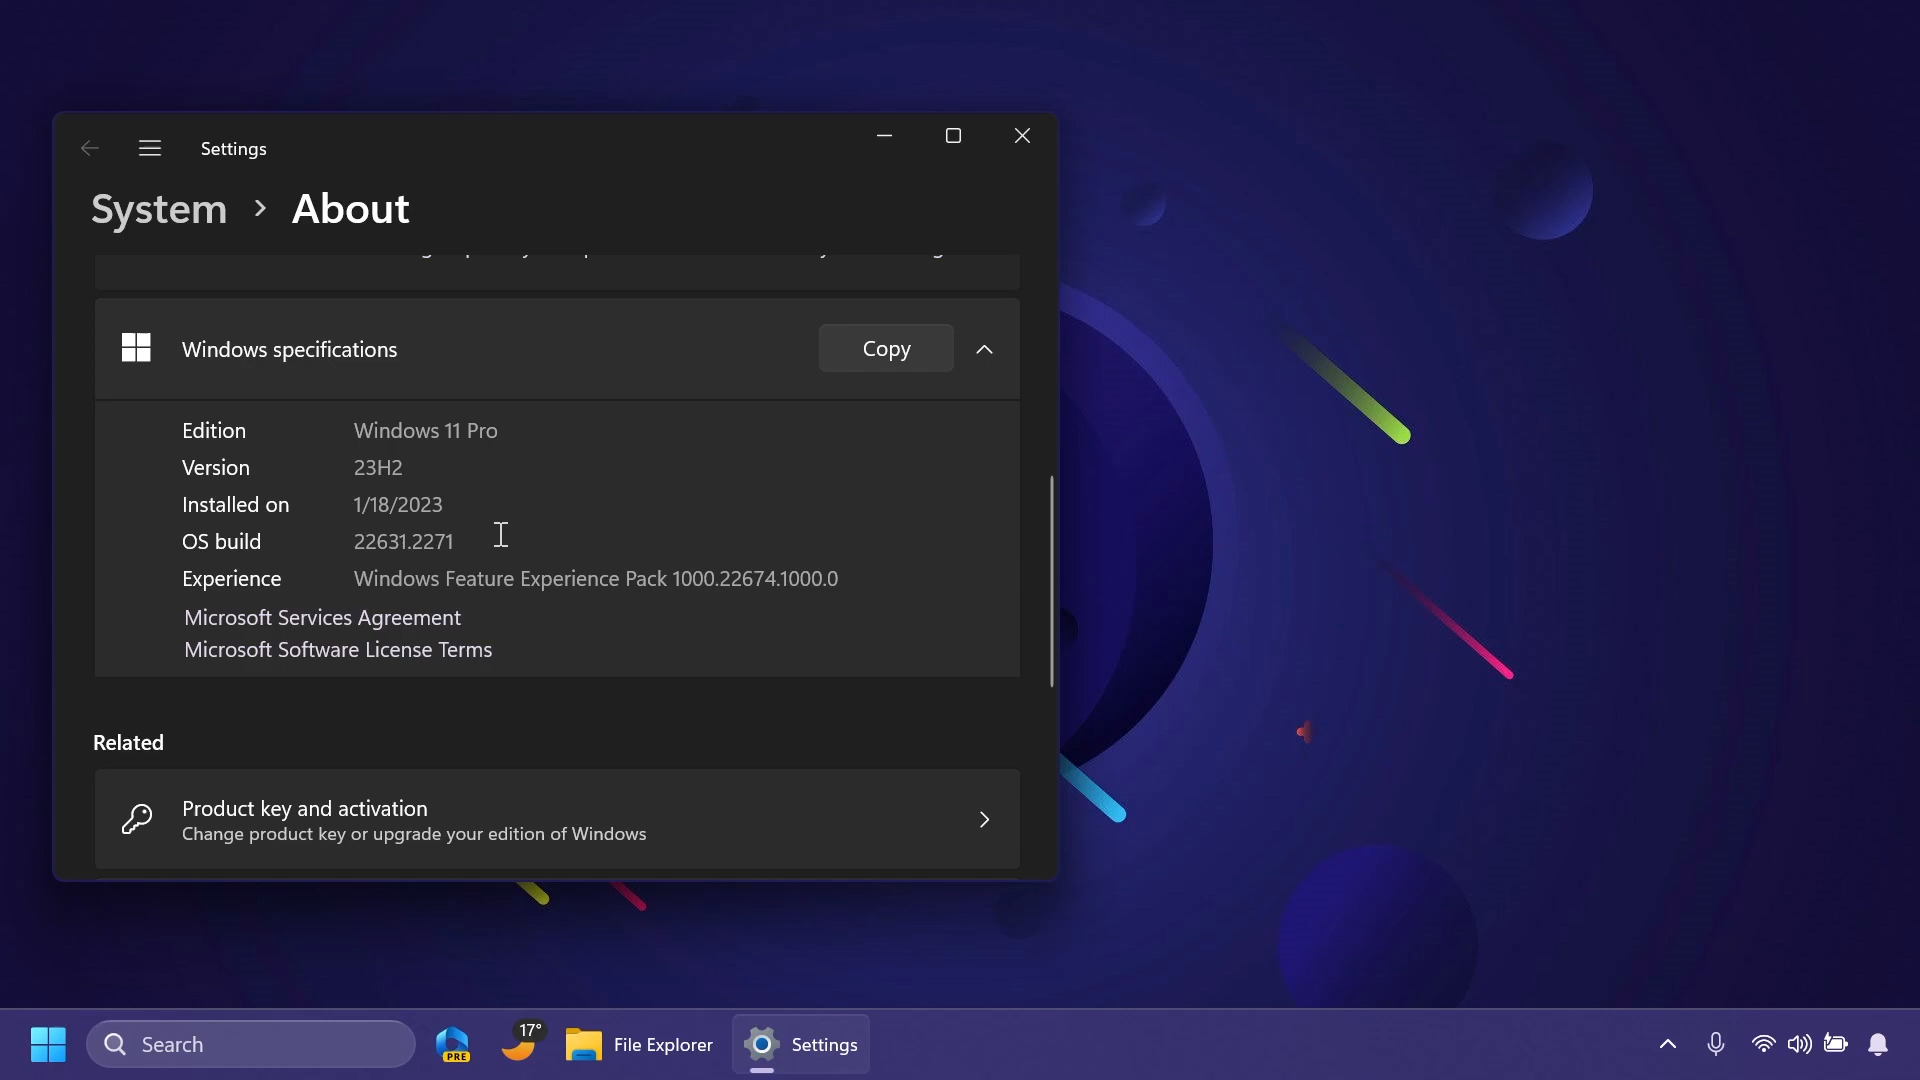 Settings
System > About
Windows specifications
Copy
Edition Windows 11 Pro
Version 23H2
Installed on 1/18/2023
OS build 22631.2271
Experience Windows Feature Experience Pack 1000.22674.1000.0
Microsoft Services Agreement
Microsoft Software License Terms
Related
Product key and activation
Change product key or upgrade your edition of Windows
Search
PRE
17°
File Explorer
Settings